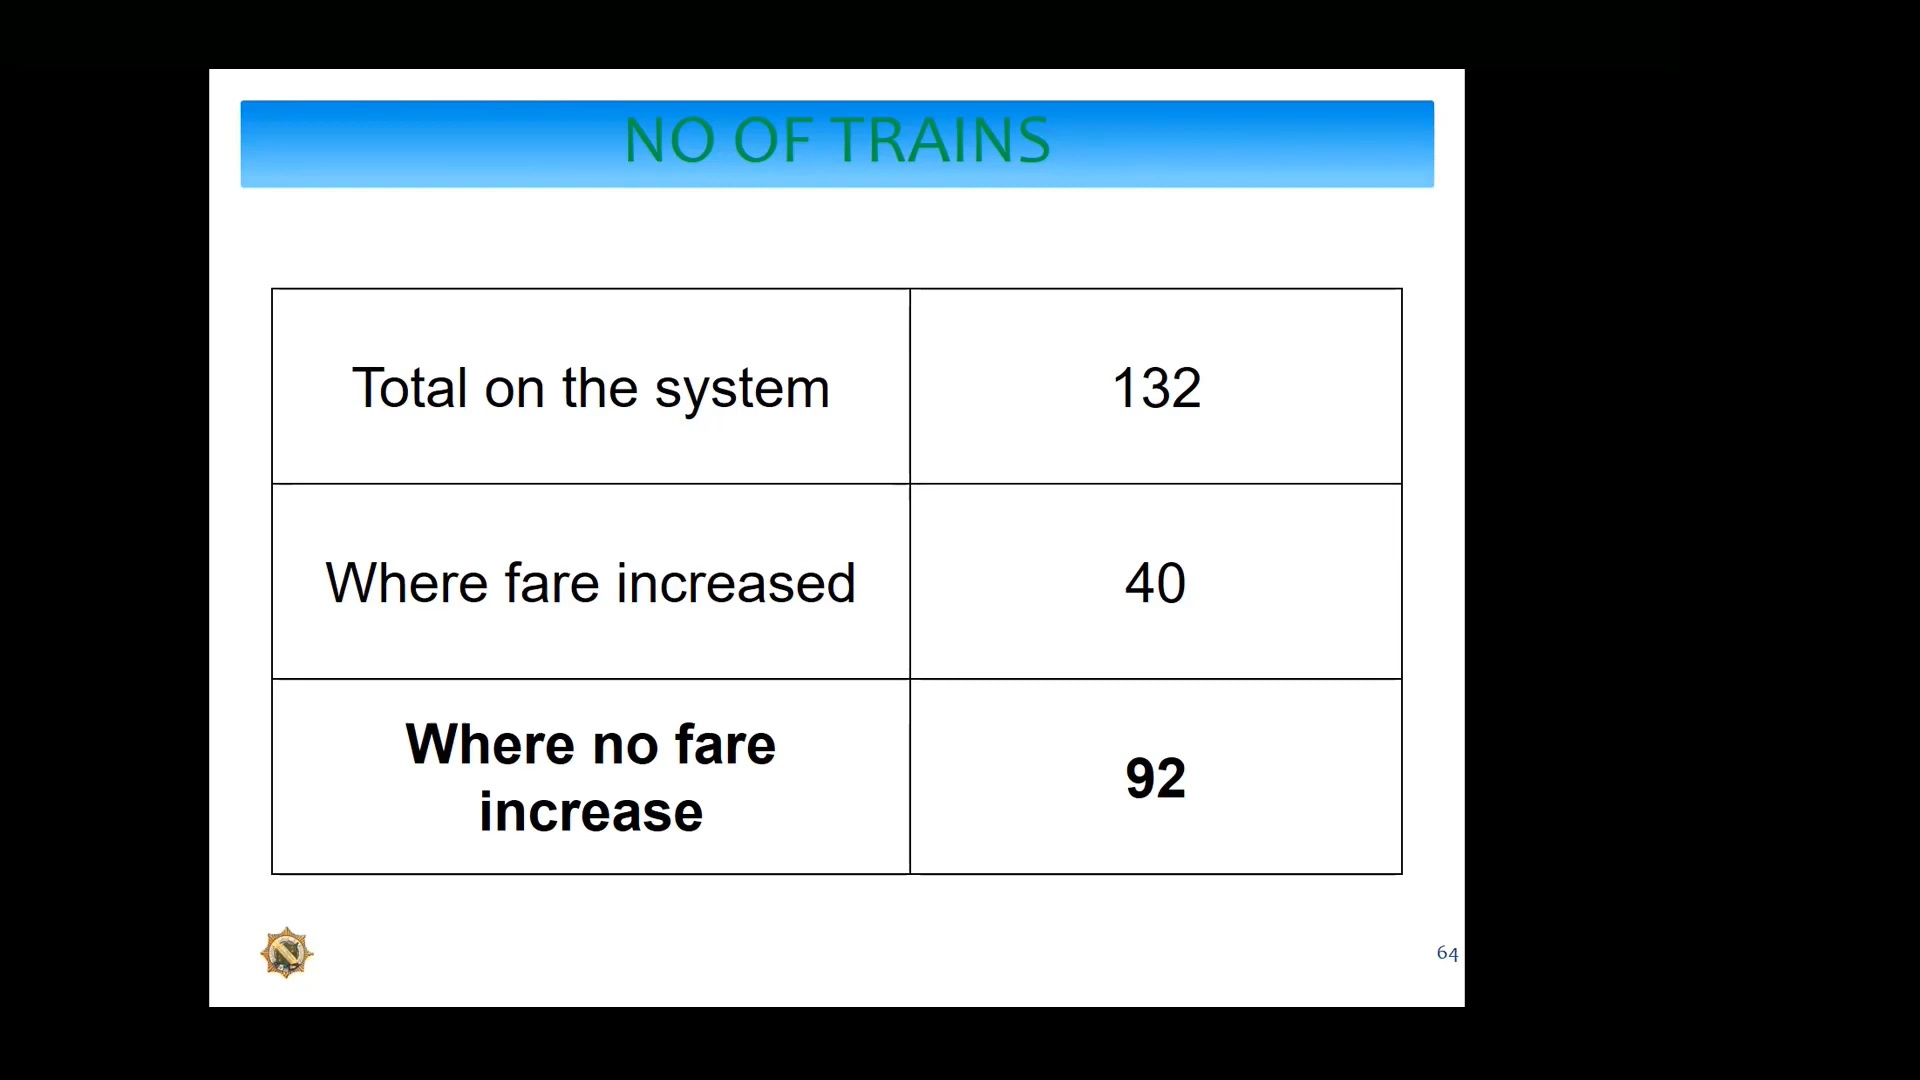 NO OF TRAINS
Total on the system 132
Where fare increased 40
Where no fare
increase
92
64